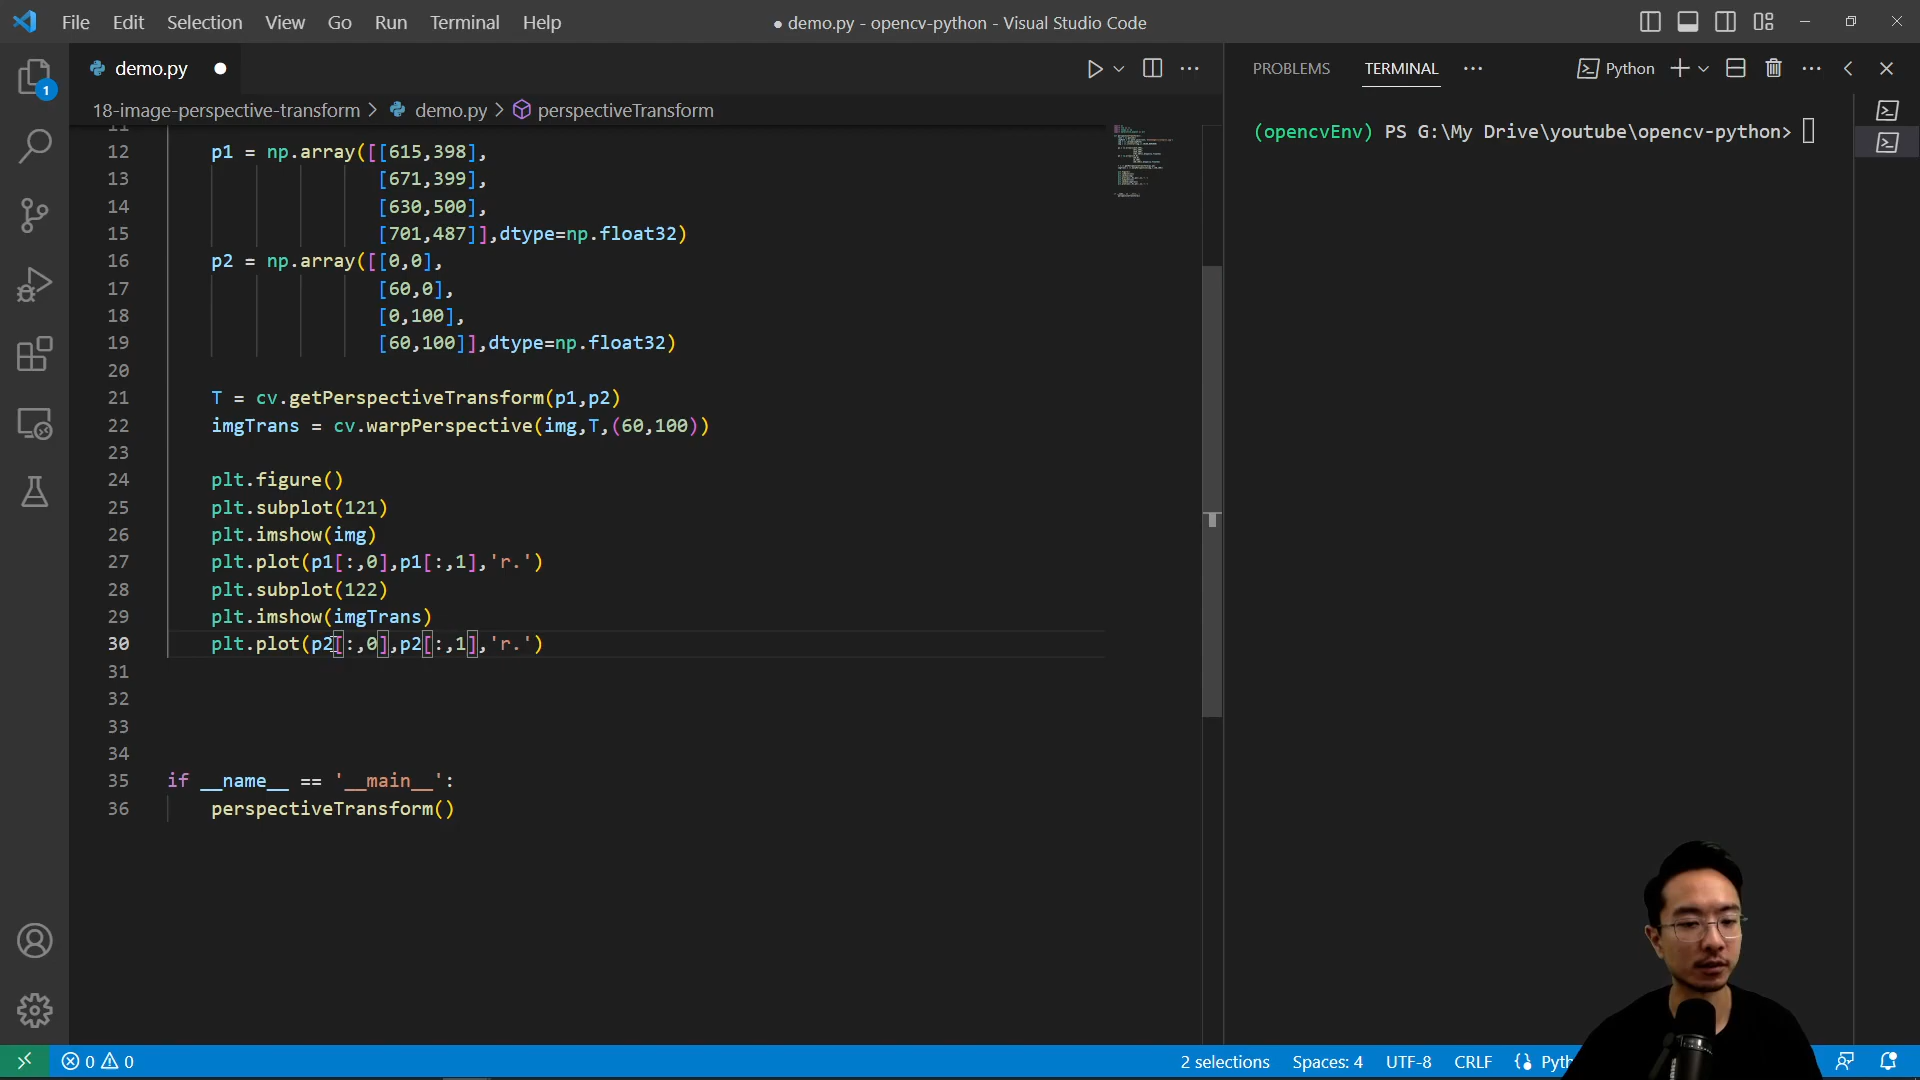 File Edit Selection View Go Run Terminal Help
● demo.py - opencv-python - Visual Studio Code
demo.py
PROBLEMS TERMINAL Python
18-image-perspective-transform > demo.py > perspectiveTransform
1
(opencvEnv) PS G:\My Drive\youtube\opencv-python>
11
12 p1 = np.array([[615,398],
13 [671,399],
14 [630,500],
15 [701,487]],dtype=np.float32)
16 p2 = np.array([[0,0],
17 [60,0],
18 [0,100],
19 [60,100]],dtype=np.float32)
20
21 T = cv.getPerspectiveTransform(p1,p2)
22 imgTrans = cv.warpPerspective(img,T,(60,100))
23
24 plt.figure()
25 plt.subplot(121)
26 plt.imshow(img)
27 plt.plot(p1[:,0],p1[:,1],'r.')
28 plt.subplot(122)
29 plt.imshow(imgTrans)
30 plt.plot(p2[:,0],p2[:,1],'r.')
31
32
33
34
35 if __name__ == '__main__':
36 perspectiveTransform()
0 0
2 selections Spaces: 4 UTF-8 CRLF